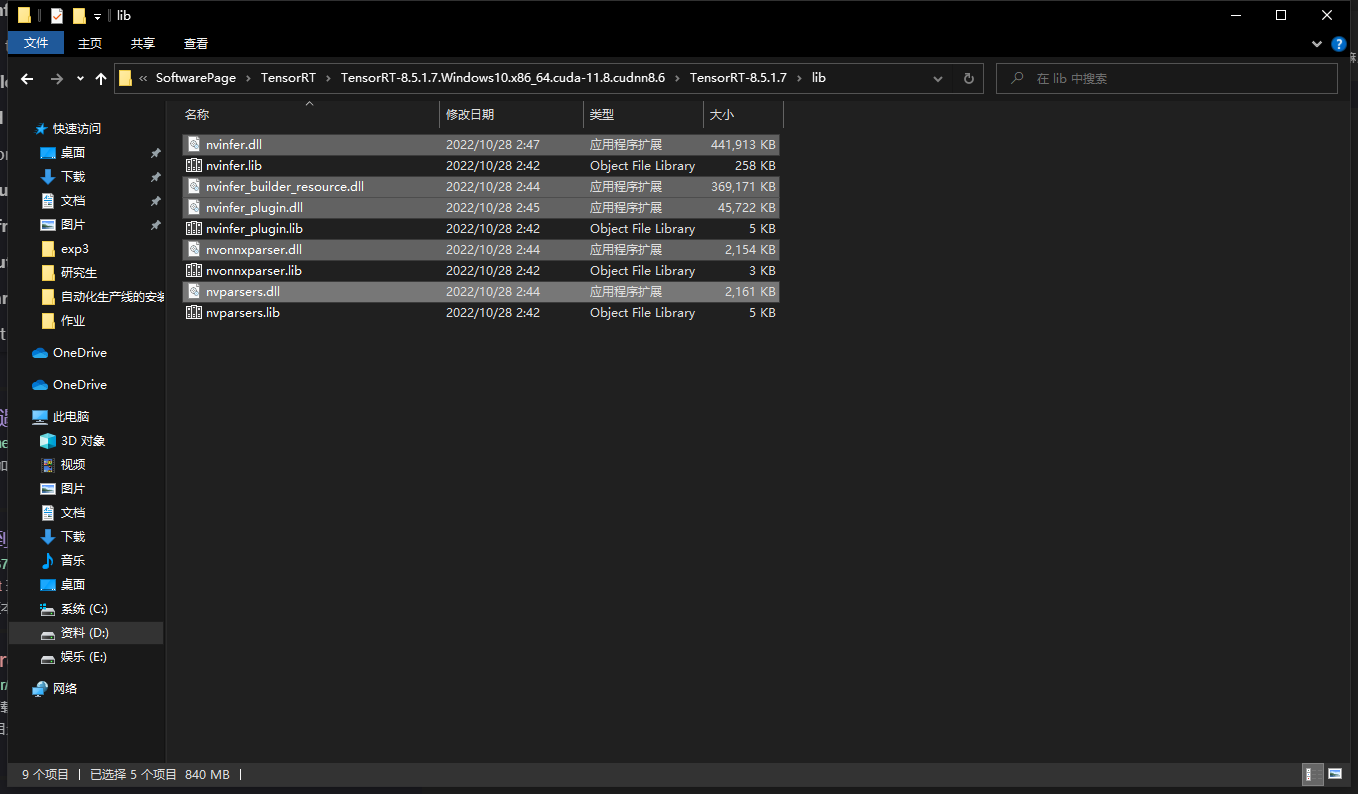 lib
文件 主页 共享 查看
« SoftwarePage › TensorRT › TensorRT-8.5.1.7.Windows10.x86_64.cuda-11.8.cudnn8.6 › TensorRT-8.5.1.7 › lib
在 lib 中搜索
名称 修改日期 类型 大小
nvinfer.dll 2022/10/28 2:47 应用程序扩展 441,913 KB
nvinfer.lib 2022/10/28 2:42 Object File Library 258 KB
nvinfer_builder_resource.dll 2022/10/28 2:44 应用程序扩展 369,171 KB
nvinfer_plugin.dll 2022/10/28 2:45 应用程序扩展 45,722 KB
nvinfer_plugin.lib 2022/10/28 2:42 Object File Library 5 KB
nvonnxparser.dll 2022/10/28 2:44 应用程序扩展 2,154 KB
nvonnxparser.lib 2022/10/28 2:42 Object File Library 3 KB
nvparsers.dll 2022/10/28 2:44 应用程序扩展 2,161 KB
nvparsers.lib 2022/10/28 2:42 Object File Library 5 KB
快速访问
桌面
下载
文档
图片
exp3
研究生
自动化生产线的安装
作业
OneDrive
OneDrive
此电脑
3D 对象
视频
图片
文档
下载
音乐
桌面
系统 (C:)
资料 (D:)
娱乐 (E:)
网络
9 个项目 | 已选择 5 个项目 840 MB |